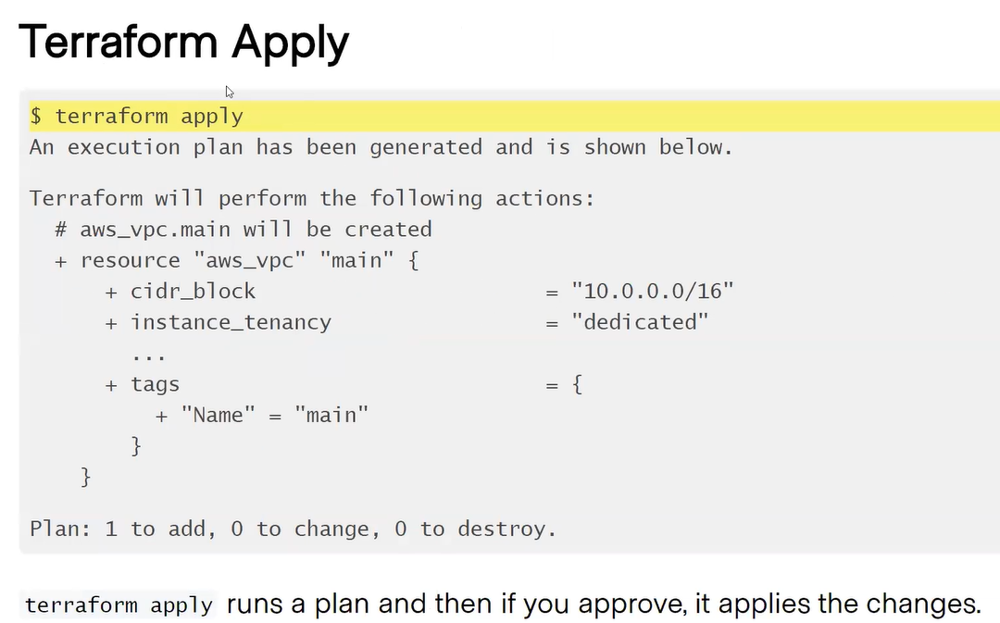 Terraform Apply
$ terraform apply
An execution plan has been generated and is shown below.
Terraform will perform the following actions:
# aws_vpc.main will be created
+ resource "aws_vpc" "main" {
+ cidr_block = "10.0.0.0/16"
+ instance_tenancy = "dedicated"
...
+ tags = {
+ "Name" = "main"
}
}
Plan: 1 to add, 0 to change, 0 to destroy.
terraform apply runs a plan and then if you approve, it applies the changes.